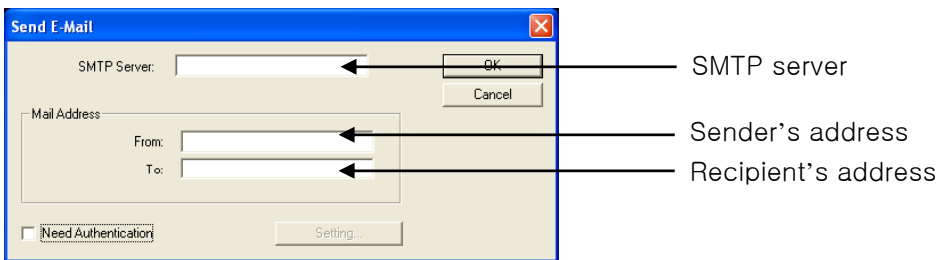 Send E-Mail
SMTP Server:
OK
SMTP server
Cancel
Mail Address
From:
Sender’s address
To:
Recipient’s address
Need Authentication
Setting...